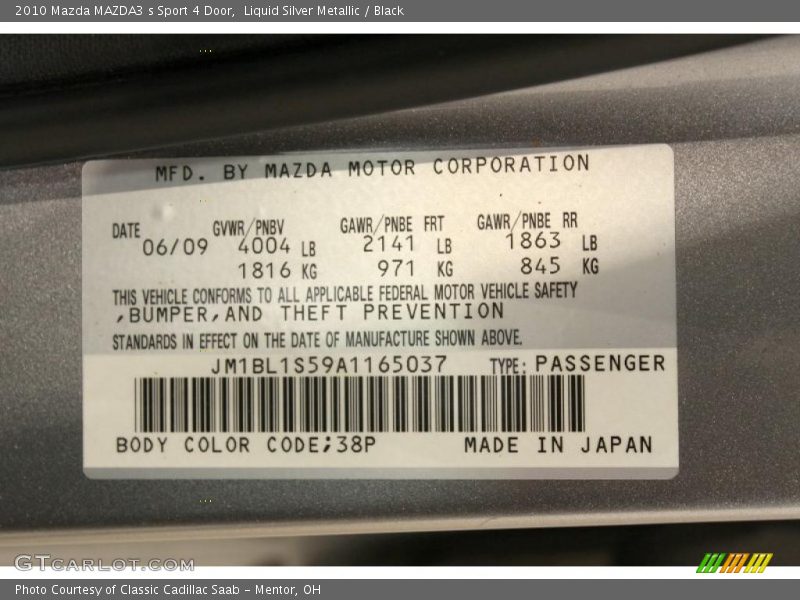 2010 Mazda MAZDA3 s Sport 4 Door,  Liquid Silver Metallic / Black
MFD. BY MAZDA MOTOR CORPORATION
DATE GVWR/PNBV GAWR/PNBE FRT GAWR/PNBE RR
06/09 4004 LB 2141 LB 1863 LB
1816 KG 971 KG 845 KG
THIS VEHICLE CONFORMS TO ALL APPLICABLE FEDERAL MOTOR VEHICLE SAFETY
,BUMPER,AND THEFT PREVENTION
STANDARDS IN EFFECT ON THE DATE OF MANUFACTURE SHOWN ABOVE.
JM1BL1S59A1165037 TYPE: PASSENGER
BODY COLOR CODE;38P MADE IN JAPAN
GTCARLOT.COM
Photo Courtesy of Classic Cadillac Saab - Mentor, OH